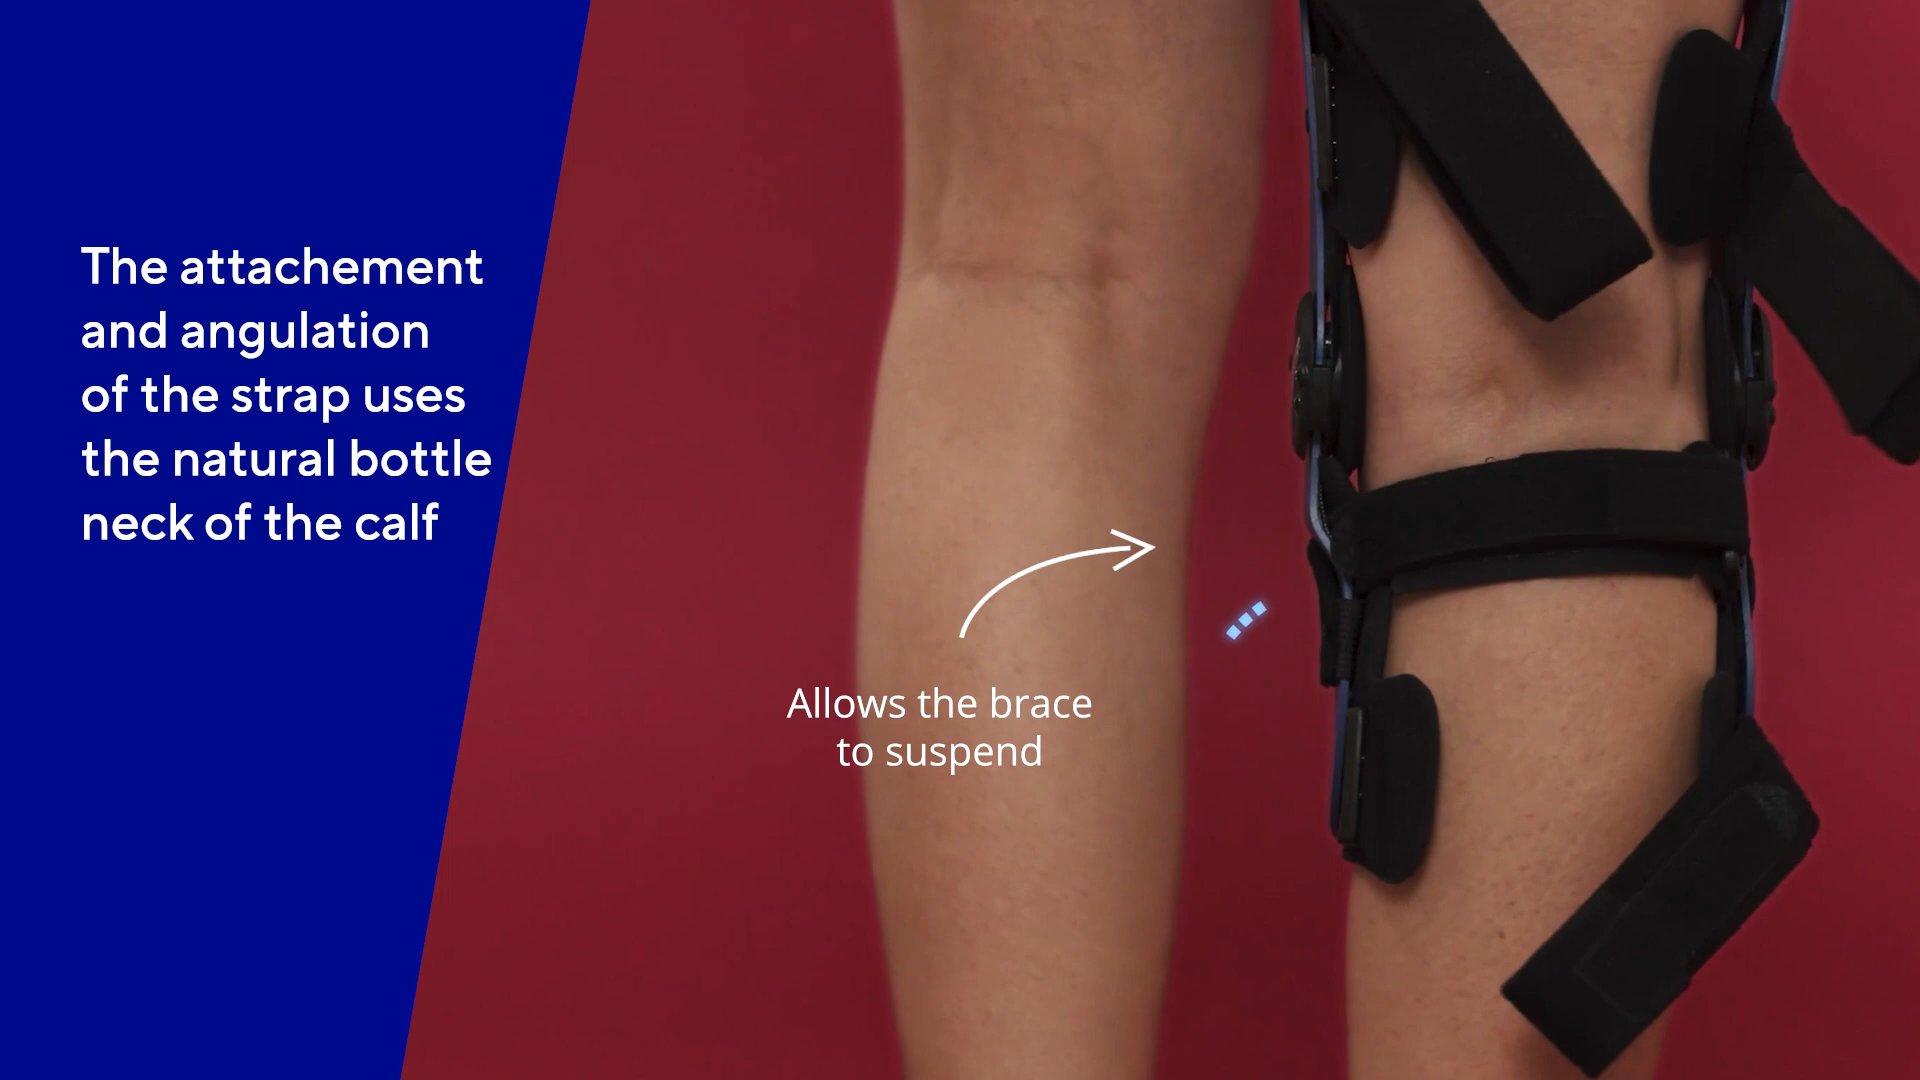 The attachement
and angulation
of the strap uses
the natural bottle
neck of the calf
Allows the brace
to suspend